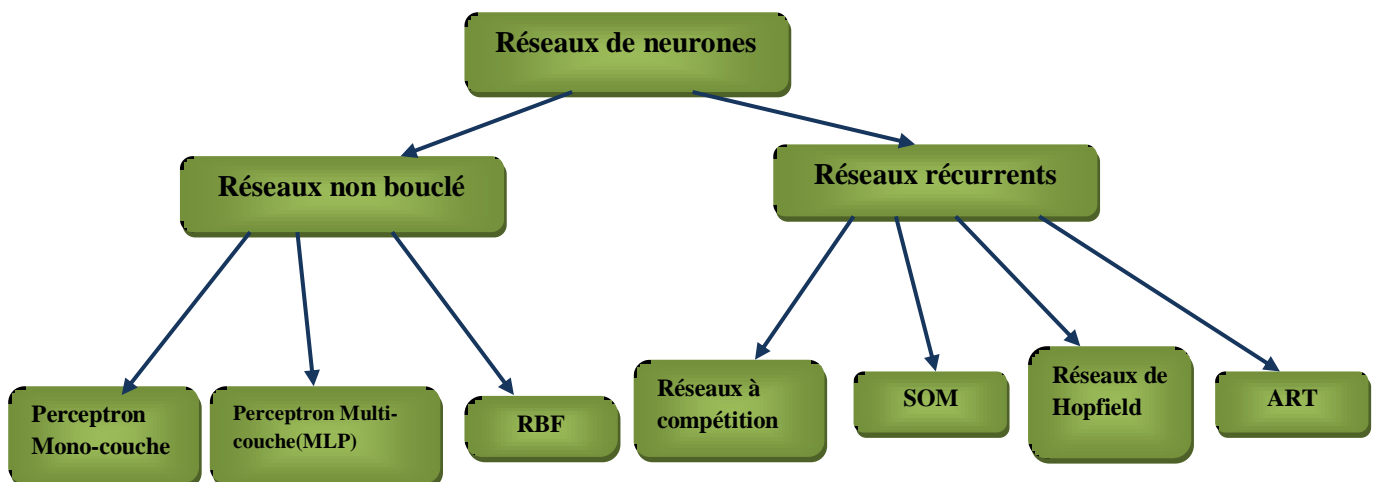 Réseaux de neurones
Réseaux non bouclé
Réseaux récurrents
Perceptron
Mono-couche
Perceptron Multi-
couche(MLP)
RBF
Réseaux à
compétition
SOM
Réseaux de
Hopfield
ART